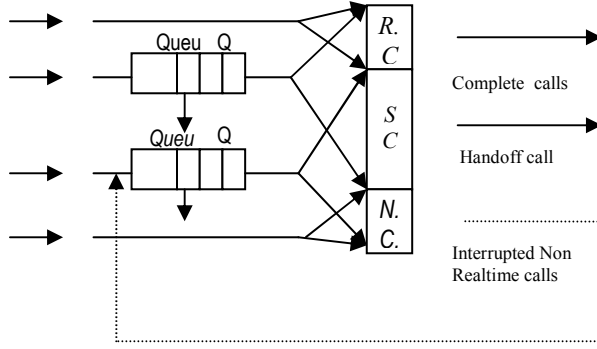 R.
C
Queu Q
S
C
Queu Q
N.
C.
Complete calls
Handoff call
Interrupted Non
Realtime calls